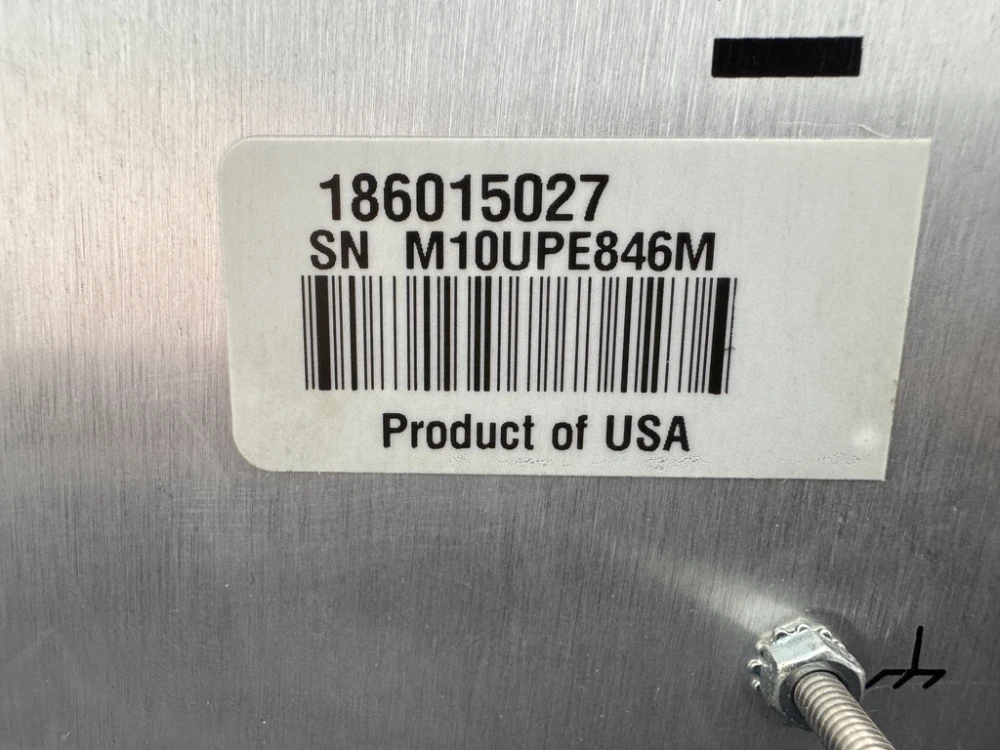 186015027
SN M10UPE846M
Product of USA